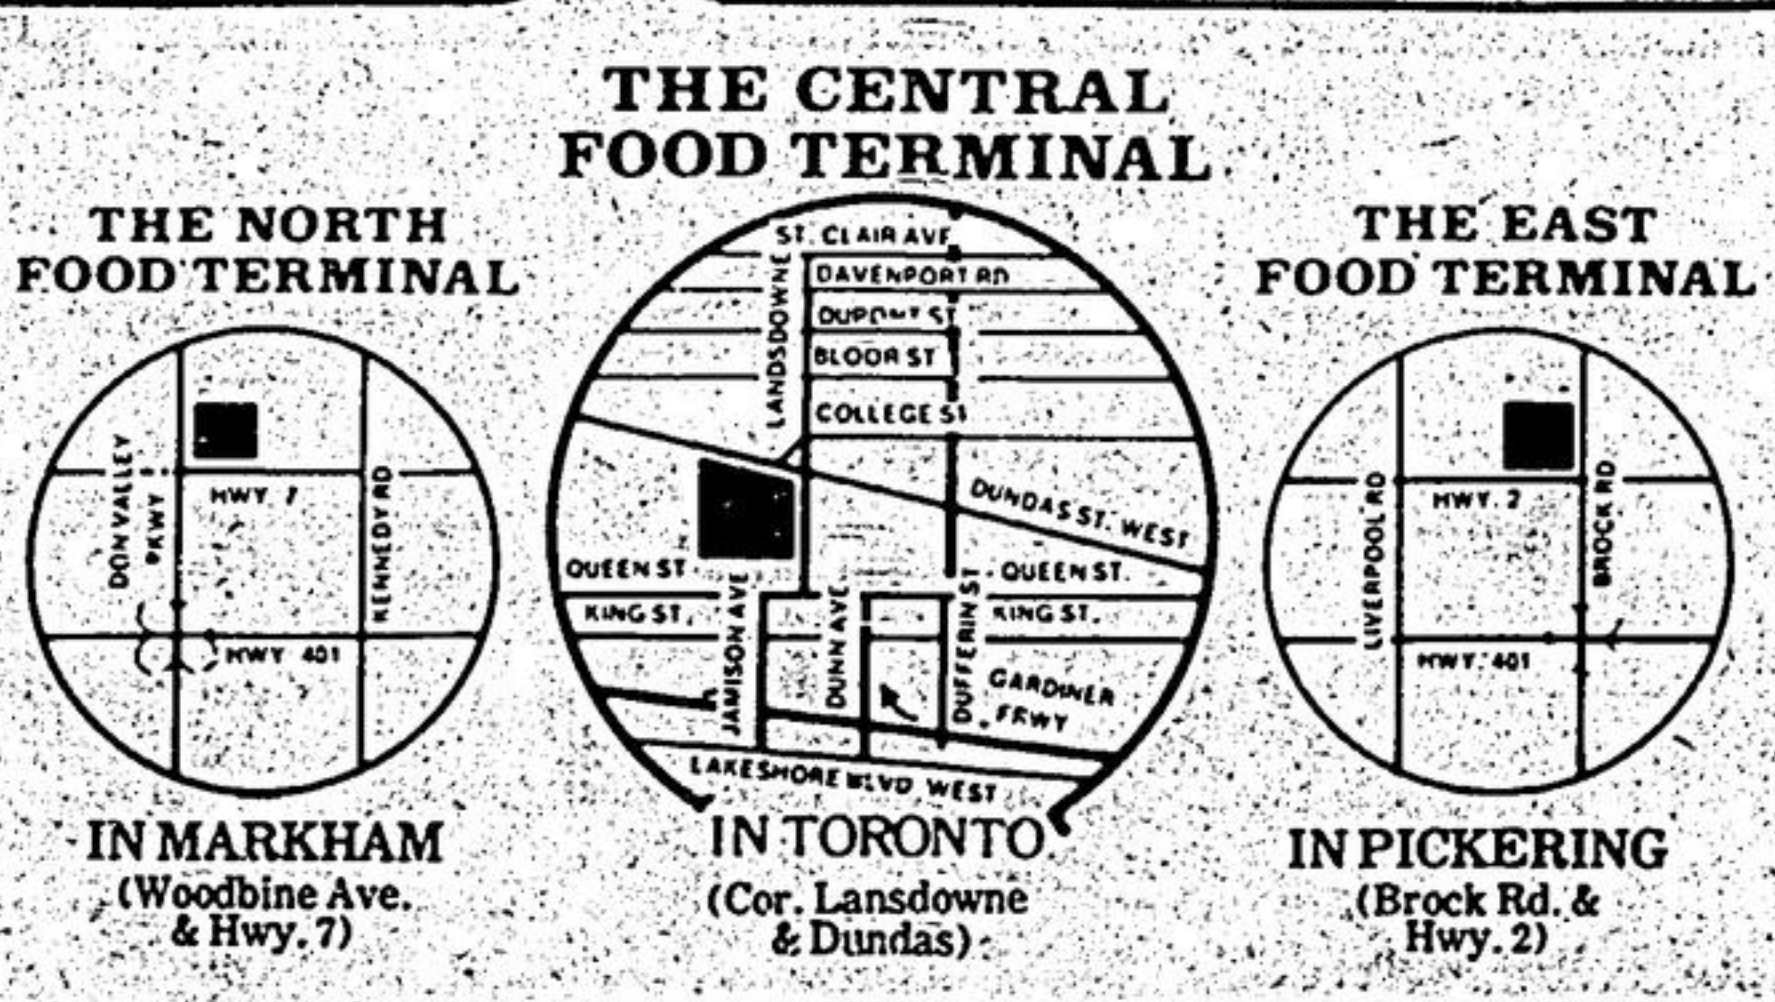 THE CENTRAL
FOOD TERMINAL
THE NORTH
FOOD TERMINAL
DON VALLEY
PKWY
HWY. 7
KENNEDY RD
HWY 401
IN MARKHAM
(Woodbine Ave.
& Hwy. 7)
ST. CLAIR AVE
LANDSDOWNE
DAVENPORT RD
DUPONT ST
BLOOR ST
COLLEGE ST
DUNDAS ST. WEST
QUEEN ST.
QUEEN ST.
KING ST.
KING ST.
JAMISON AVE
DUNN AVE
DUFFERIN ST
GARDINER
FRWY
LAKESHORE BLVD WEST
IN TORONTO
(Cor. Lansdowne
& Dundas)
THE EAST
FOOD TERMINAL
LIVERPOOL RD
HWY. 2
BROCK RD
HWY. 401
IN PICKERING
(Brock Rd. &
Hwy. 2)